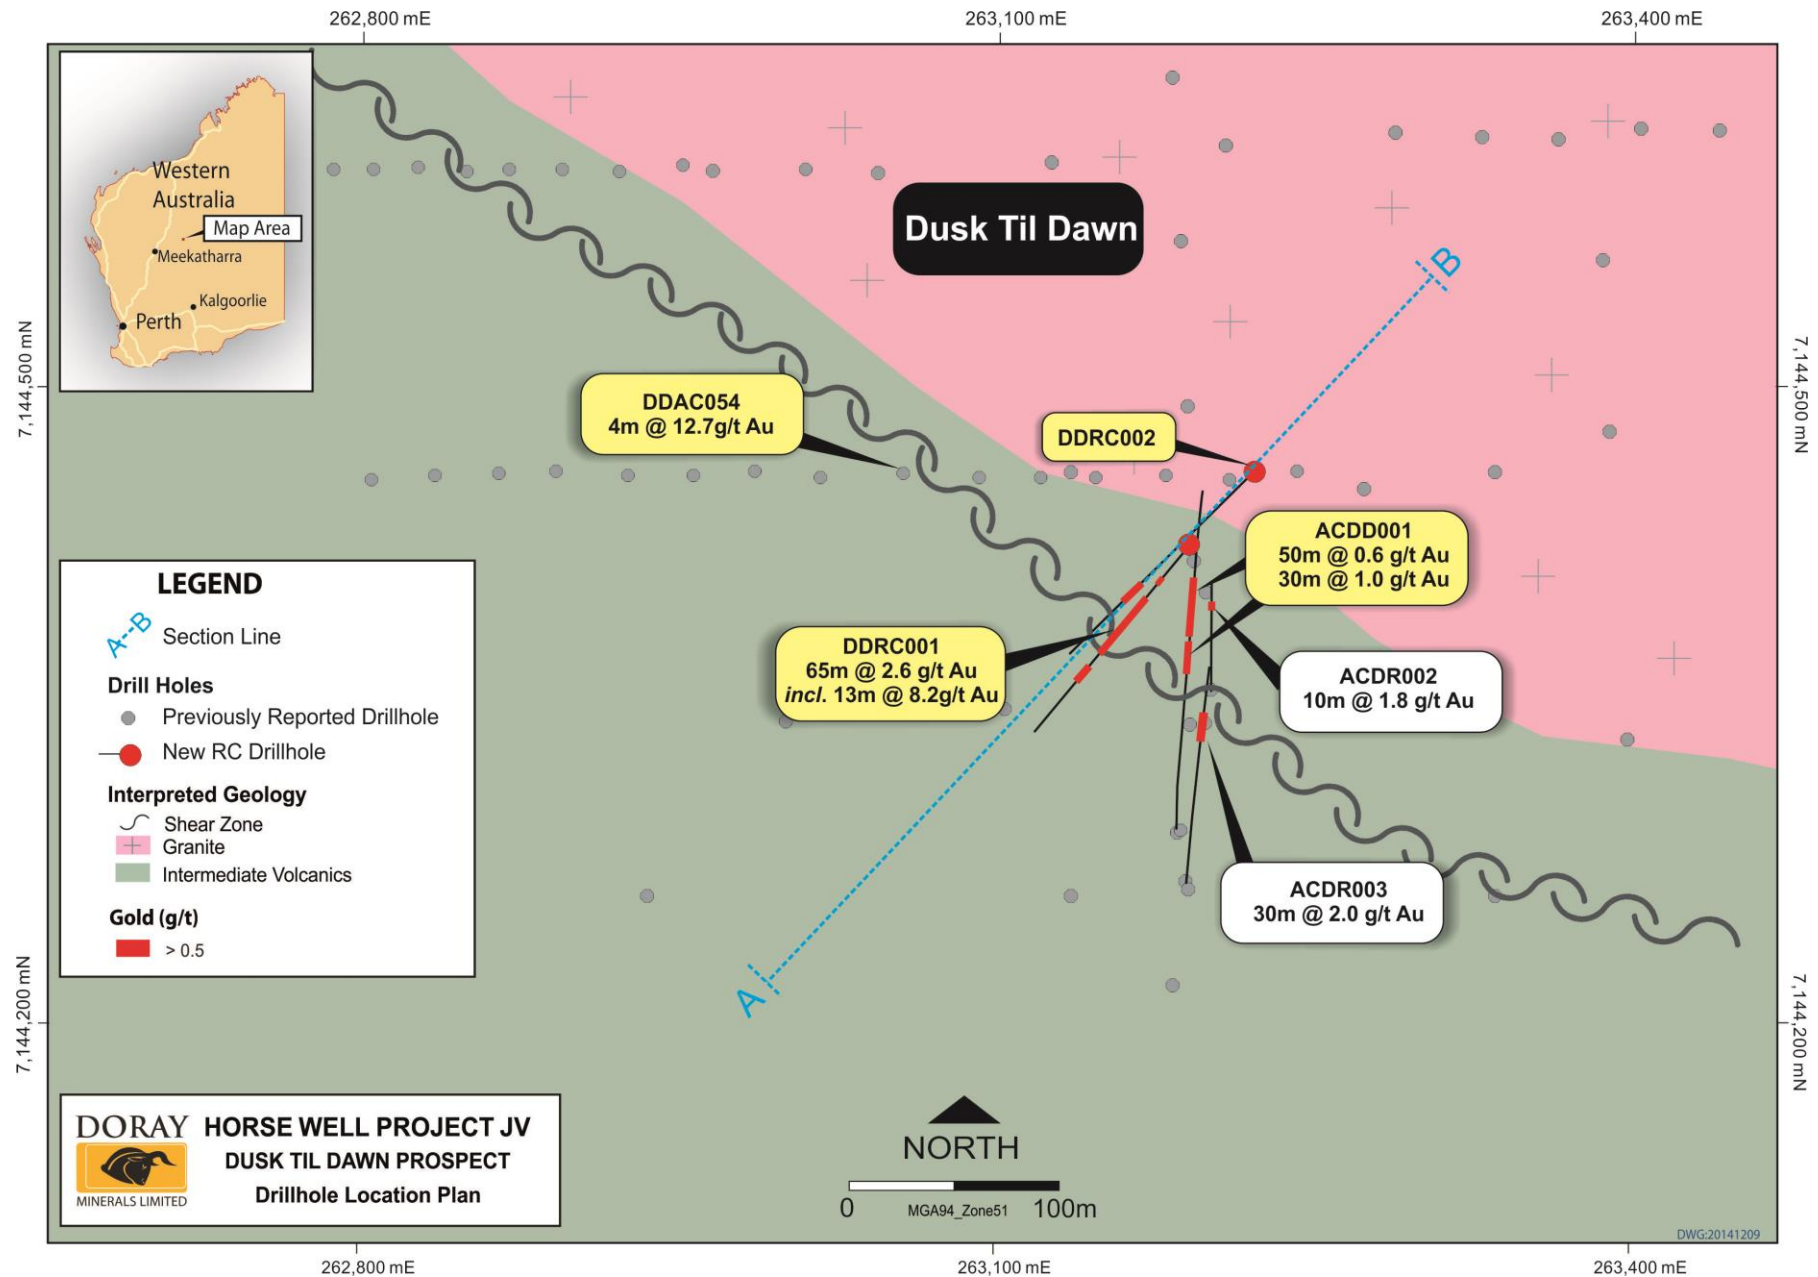 262,800 mE
263,100 mE
263,400 mE
Western
Australia
Map Area
Meekatharra
Kalgoorlie
Perth
Dusk Til Dawn
B
7,144,500 mN
7,144,500 mN
DDAC054
4m @ 12.7g/t Au
DDRC002
ACDD001
50m @ 0.6 g/t Au
30m @ 1.0 g/t Au
DDRC001
65m @ 2.6 g/t Au
incl. 13m @ 8.2g/t Au
ACDR002
10m @ 1.8 g/t Au
ACDR003
30m @ 2.0 g/t Au
LEGEND
A--B Section Line
Drill Holes
Previously Reported Drillhole
New RC Drillhole
Interpreted Geology
Shear Zone
Granite
Intermediate Volcanics
Gold (g/t)
> 0.5
A
7,144,200 mN
7,144,200 mN
DORAY
MINERALS LIMITED
HORSE WELL PROJECT JV
DUSK TIL DAWN PROSPECT
Drillhole Location Plan
NORTH
0 MGA94_Zone51 100m
DWG:20141209
262,800 mE
263,100 mE
263,400 mE